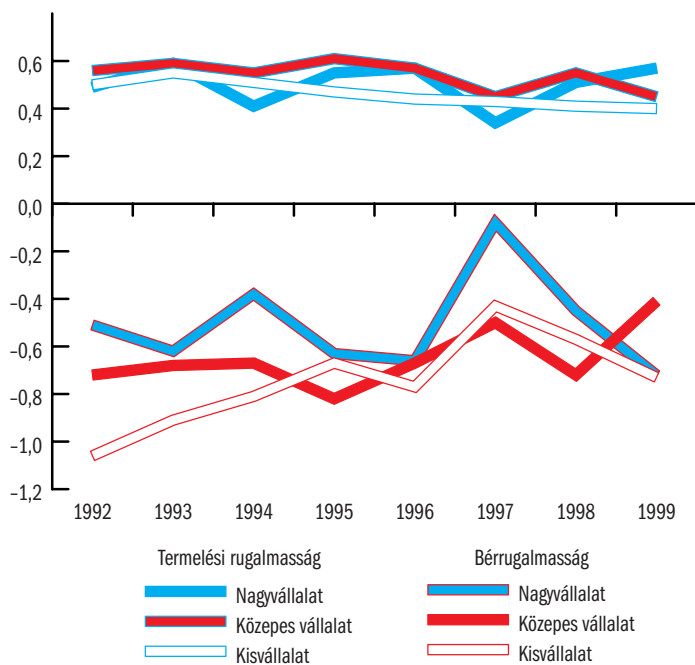 0,6
0,4
0,2
0,0
–0,4
–0,4
–0,6
–0,8
–1,0
–1,2
1992 1993 1994 1995 1996 1997 1998 1999
Termelési rugalmasság Bérrugalmasság
Nagyvállalat Nagyvállalat
Közepes vállalat Közepes vállalat
Kisvállalat Kisvállalat